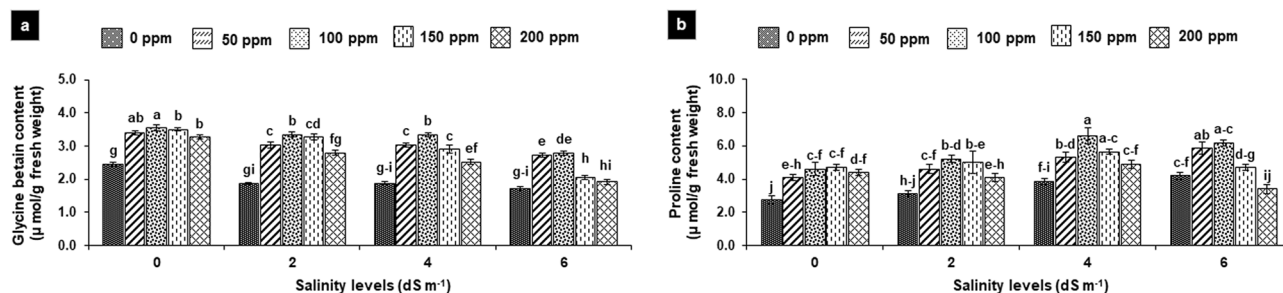 a
0 ppm 50 ppm 100 ppm 150 ppm 200 ppm
Glycine betain content
(µ mol/g fresh weight)
5.0
4.0
3.0
2.0
1.0
0.0
g ab a b b
gi c b cd fg
g-i c b c ef
g-i e de h hi
0 2 4 6
Salinity levels (dS m⁻¹)
b
0 ppm 50 ppm 100 ppm 150 ppm 200 ppm
Proline content
(µ mol/g fresh weight)
10.0
8.0
6.0
4.0
2.0
0.0
j e-h c-f c-f d-f
h-j c-f b-d b-e e-h
f-i b-d a a-c c-f
c-f ab a-c d-g ij
0 2 4 6
Salinity levels (dS m⁻¹)